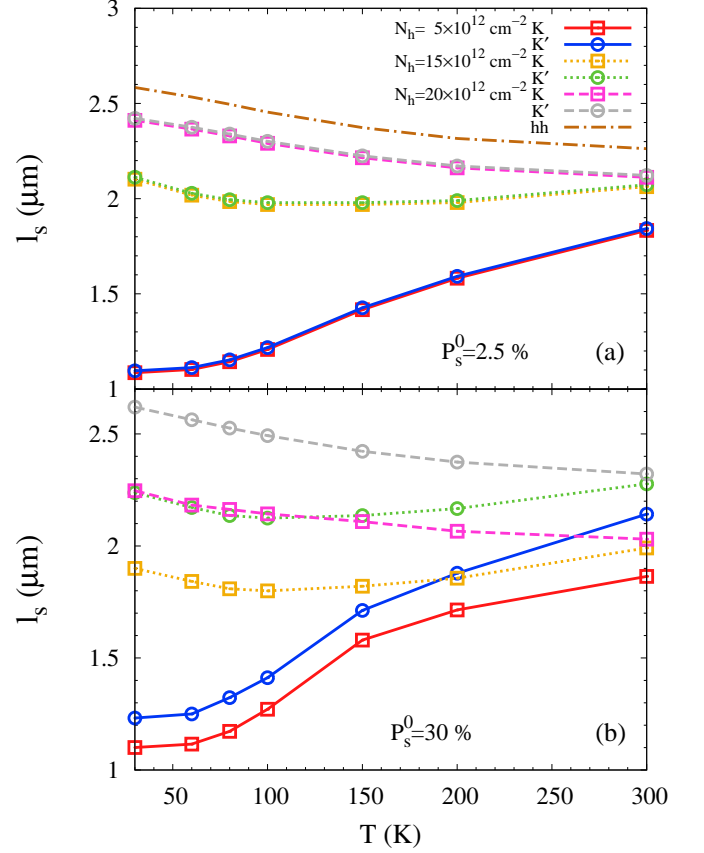 3
N_h= 5×10^12 cm^−2 K
K′
N_h=15×10^12 cm^−2 K
K′
N_h=20×10^12 cm^−2 K
K′
hh
2.5
2
1.5
1
l_s (μm)
P_s^0=2.5 %
(a)
2.5
2
1.5
1
l_s (μm)
P_s^0=30 %
(b)
50 100 150 200 250 300
T (K)